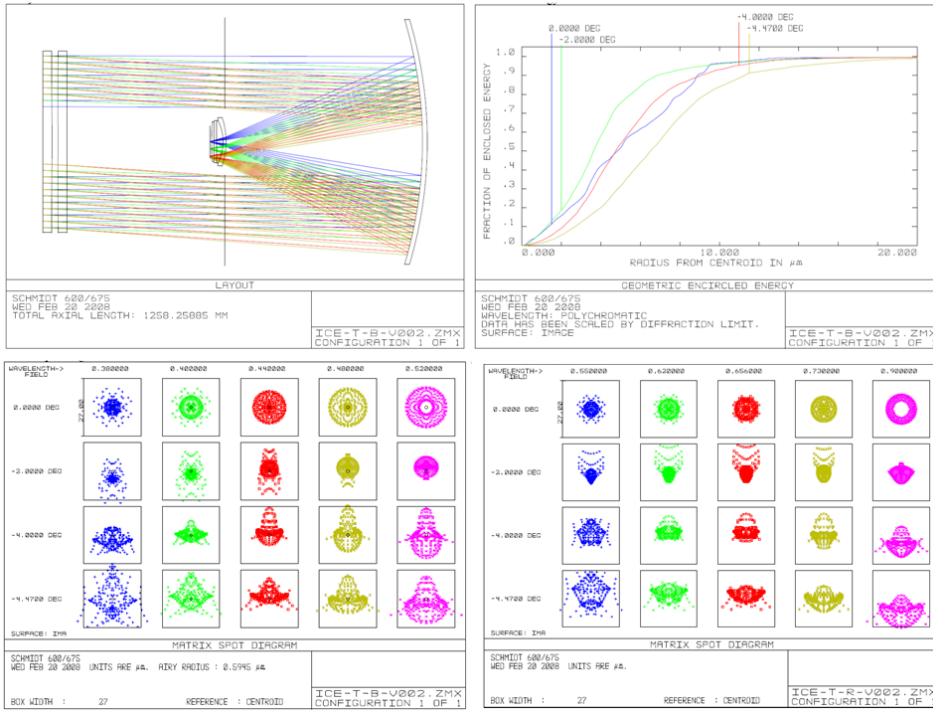 LAYOUT
SCHMIDT 600/675
WED FEB 20 2008
TOTAL AXIAL LENGTH: 1258.25885 MM
ICE-T-B-V002.ZMX
CONFIGURATION 1 OF 1
-4.0000 DEG
0.0000 DEG
-4.4700 DEG
-2.0000 DEG
1.0
.9
.8
.7
.6
.5
.4
.3
.2
.1
.0
FRACTION OF ENCLOSED ENERGY
0.000
10.000
20.000
RADIUS FROM CENTROID IN µm
GEOMETRIC ENCIRCLED ENERGY
SCHMIDT 600/675
WED FEB 20 2008
WAVELENGTH: POLYCHROMATIC
DATA HAS BEEN SCALED BY DIFFRACTION LIMIT.
SURFACE: IMAGE
ICE-T-B-V002.ZMX
CONFIGURATION 1 OF 1
WAVELENGTH-> 0.380000 0.400000 0.440000 0.480000 0.520000
FIELD
0.0000 DEG
27.00
-2.0000 DEG
-4.0000 DEG
-4.4700 DEG
SURFACE: IMA
MATRIX SPOT DIAGRAM
SCHMIDT 600/675
WED FEB 20 2008 UNITS ARE µm. AIRY RADIUS : 0.5945 µm
BOX WIDTH : 27 REFERENCE : CENTROID
ICE-T-B-V002.ZMX
CONFIGURATION 1 OF 1
WAVELENGTH-> 0.550000 0.620000 0.656000 0.730000 0.900000
FIELD
0.0000 DEG
27.00
-2.0000 DEG
-4.0000 DEG
-4.4700 DEG
SURFACE: IMA
MATRIX SPOT DIAGRAM
SCHMIDT 600/675
WED FEB 20 2008 UNITS ARE µm.
BOX WIDTH : 27 REFERENCE : CENTROID
ICE-T-R-V002.ZMX
CONFIGURATION 1 OF 1